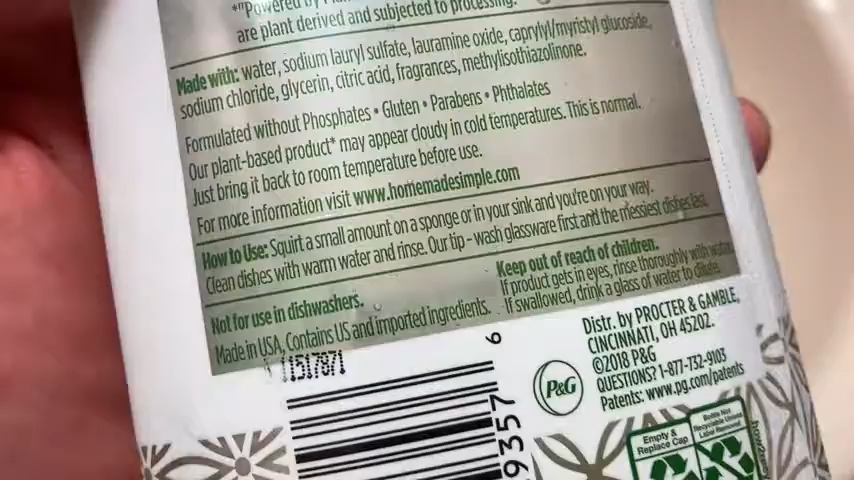 *"Powered by
are plant derived and subjected to processing.
Made with: water, sodium lauryl sulfate, lauramine oxide, caprylyl/myristyl glucoside,
sodium chloride, glycerin, citric acid, fragrances, methylisothiazolinone.
Formulated without Phosphates • Gluten • Parabens • Phthalates
Our plant-based product* may appear cloudy in cold temperatures. This is normal.
Just bring it back to room temperature before use.
For more information visit www.homemadesimple.com
How to Use: Squirt a small amount on a sponge or in your sink and you're on your way.
Clean dishes with warm water and rinse. Our tip - wash glassware first and the messiest dishes last.
Not for use in dishwashers.
Made in USA, Contains US and imported ingredients.
Keep out of reach of children.
If product gets in eyes, rinse thoroughly with water.
If swallowed, drink a glass of water to dilute.
11517871
6
9357
P&G
Distr. by PROCTER & GAMBLE,
CINCINNATI, OH 45202.
©2018 P&G
QUESTIONS? 1-877-732-9103
Patents: www.pg.com/patents
Empty &
Replace Cap
Bottle Not
Recyclable Unless
Label Removed